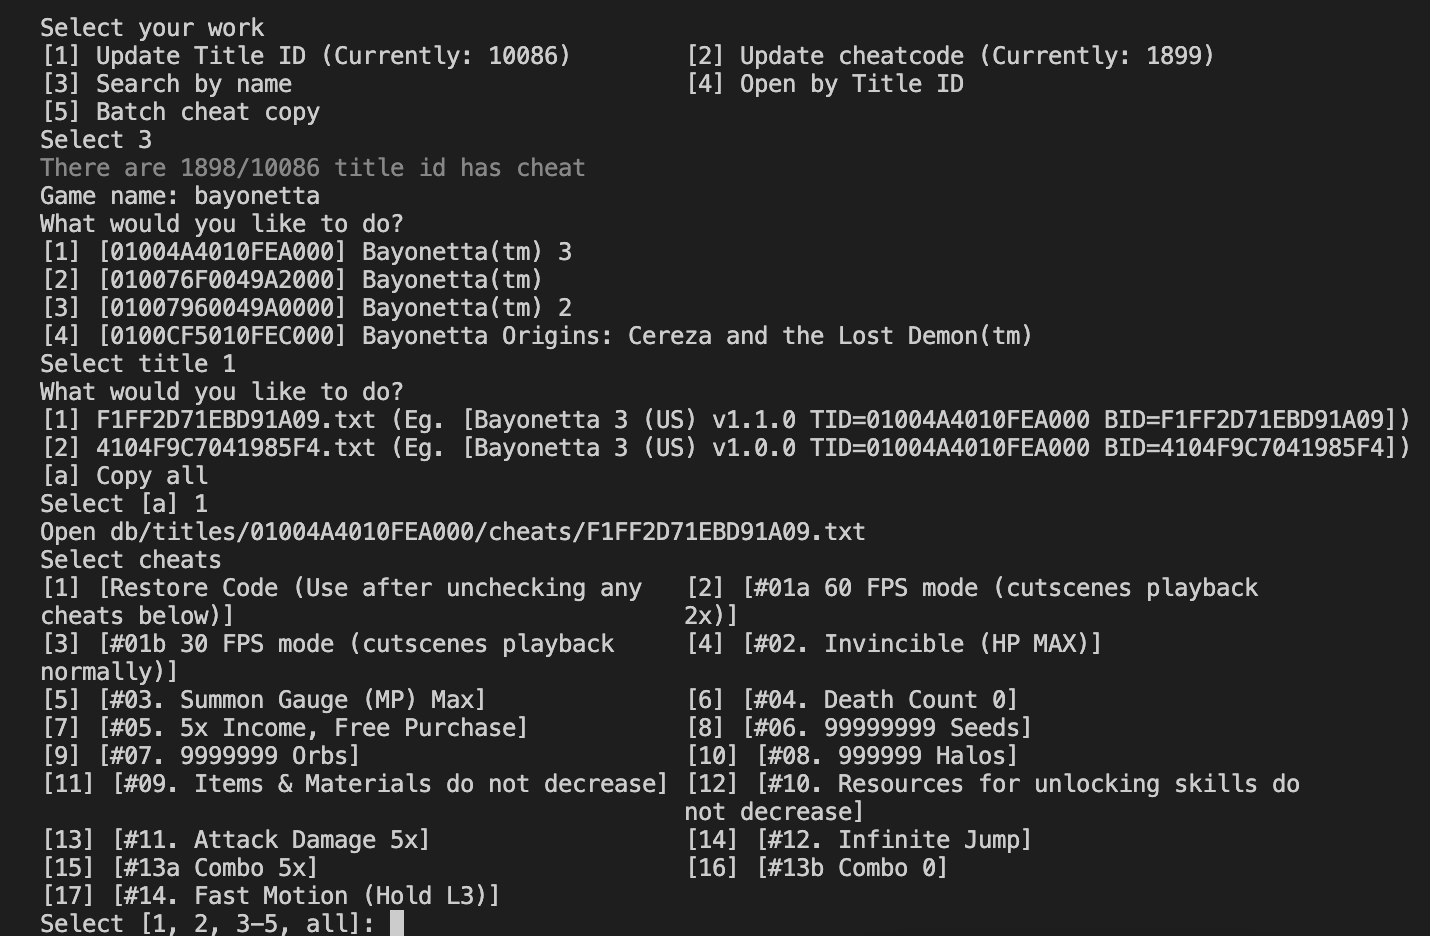 Select your work
[1] Update Title ID (Currently: 10086) [2] Update cheatcode (Currently: 1899)
[3] Search by name [4] Open by Title ID
[5] Batch cheat copy
Select 3
There are 1898/10086 title id has cheat
Game name: bayonetta
What would you like to do?
[1] [01004A4010FEA000] Bayonetta(tm) 3
[2] [010076F0049A2000] Bayonetta(tm)
[3] [01007960049A0000] Bayonetta(tm) 2
[4] [0100CF5010FEC000] Bayonetta Origins: Cereza and the Lost Demon(tm)
Select title 1
What would you like to do?
[1] F1FF2D71EBD91A09.txt (Eg. [Bayonetta 3 (US) v1.1.0 TID=01004A4010FEA000 BID=F1FF2D71EBD91A09])
[2] 4104F9C7041985F4.txt (Eg. [Bayonetta 3 (US) v1.0.0 TID=01004A4010FEA000 BID=4104F9C7041985F4])
[a] Copy all
Select [a] 1
Open db/titles/01004A4010FEA000/cheats/F1FF2D71EBD91A09.txt
Select cheats
[1] [Restore Code (Use after unchecking any [2] [#01a 60 FPS mode (cutscenes playback
cheats below)] 2x)]
[3] [#01b 30 FPS mode (cutscenes playback [4] [#02. Invincible (HP MAX)]
normally)]
[5] [#03. Summon Gauge (MP) Max] [6] [#04. Death Count 0]
[7] [#05. 5x Income, Free Purchase] [8] [#06. 99999999 Seeds]
[9] [#07. 9999999 Orbs] [10] [#08. 999999 Halos]
[11] [#09. Items & Materials do not decrease] [12] [#10. Resources for unlocking skills do
not decrease]
[13] [#11. Attack Damage 5x] [14] [#12. Infinite Jump]
[15] [#13a Combo 5x] [16] [#13b Combo 0]
[17] [#14. Fast Motion (Hold L3)]
Select [1, 2, 3-5, all]: